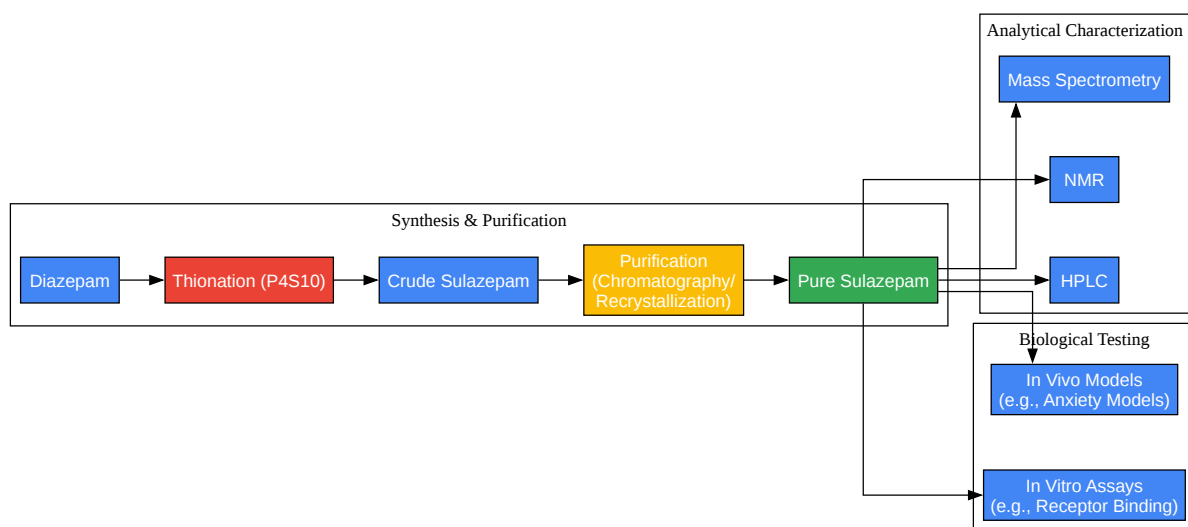 Analytical Characterization
Mass Spectrometry
NMR
HPLC
Synthesis & Purification
Diazepam
Thionation (P4S10)
Crude Sulazepam
Purification
(Chromatography/
Recrystallization)
Pure Sulazepam
Biological Testing
In Vivo Models
(e.g., Anxiety Models)
In Vitro Assays
(e.g., Receptor Binding)